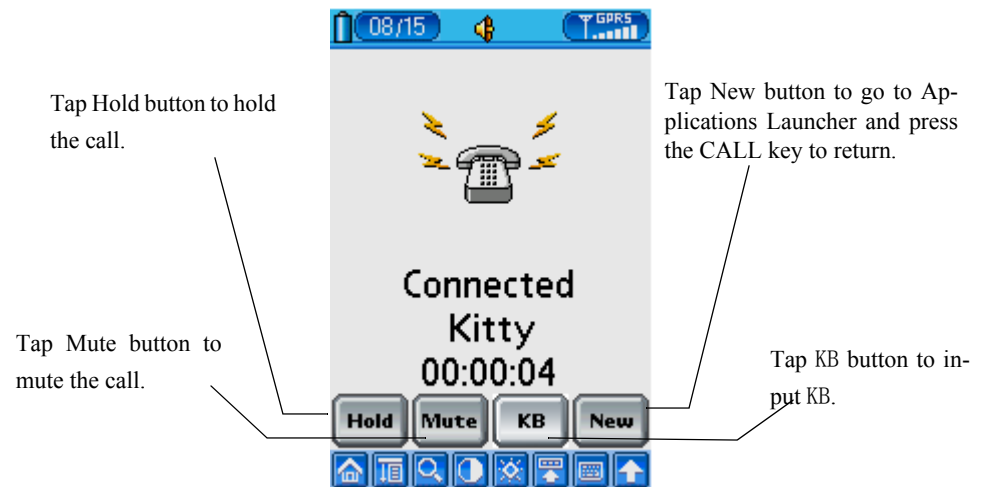 08/15
GPRS
Tap Hold button to hold
the call.
Tap New button to go to Ap-
plications Launcher and press
the CALL key to return.
Connected
Kitty
00:00:04
Tap Mute button to
mute the call.
Tap KB button to in-
put KB.
Hold Mute KB New